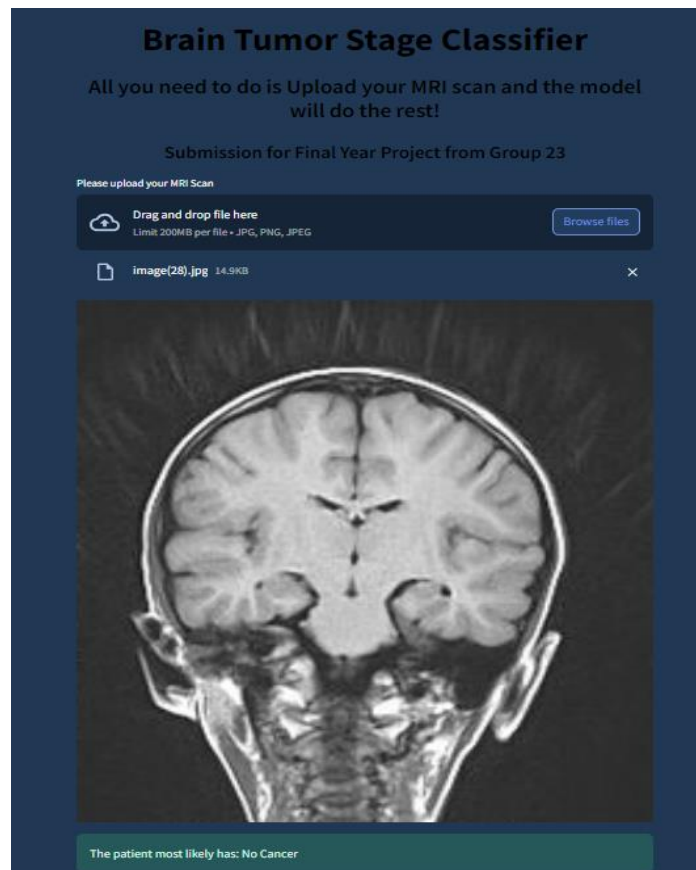 Brain Tumor Stage Classifier
All you need to do is Upload your MRI scan and the model
will do the rest!
Submission for Final Year Project from Group 23
Please upload your MRI Scan
Drag and drop file here
Limit 200MB per file • JPG, PNG, JPEG
Browse files
image(28).jpg 14.9KB
The patient most likely has: No Cancer